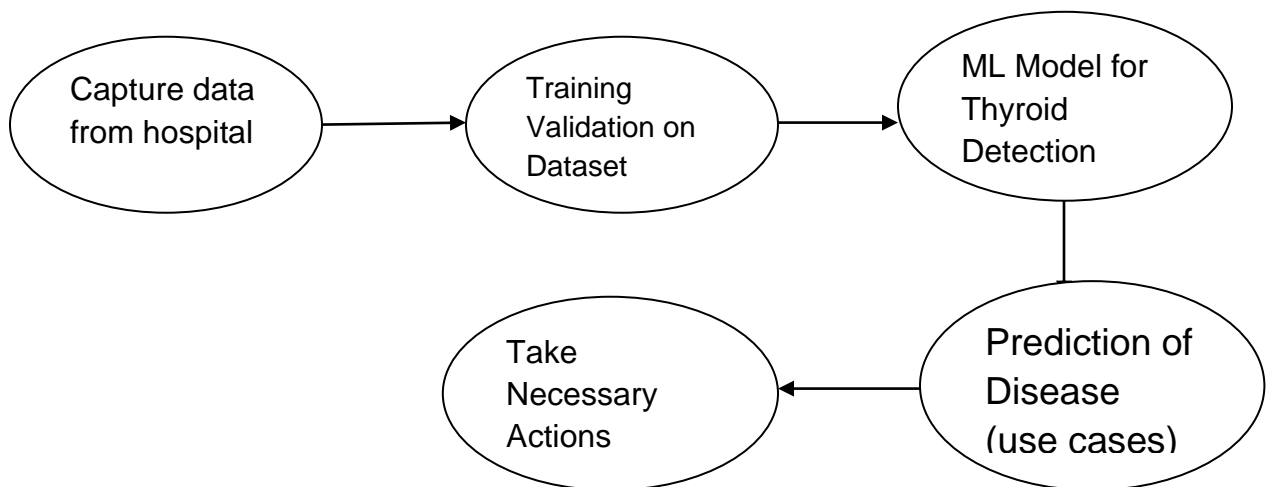 Capture data
from hospital
Training
Validation on
Dataset
ML Model for
Thyroid
Detection
Prediction of
Disease
(use cases)
Take
Necessary
Actions